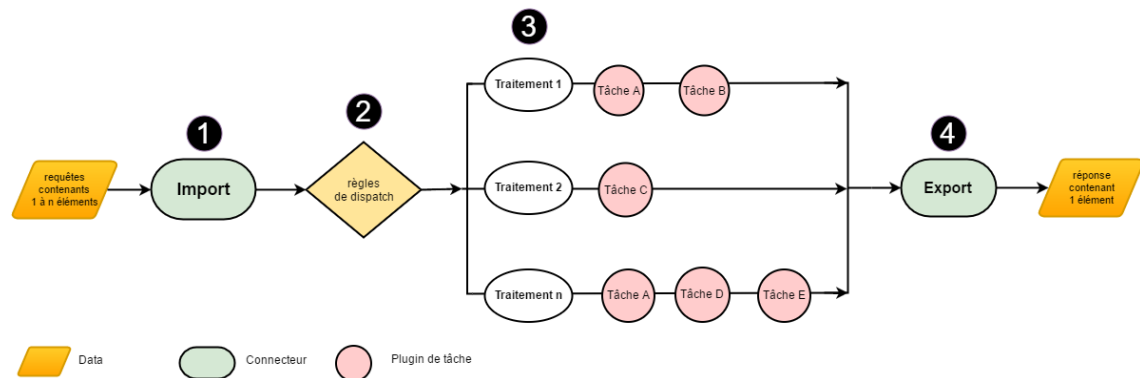 3
Traitement 1
Tâche A
Tâche B
2
1
4
requêtes
contenants
1 à n éléments
Import
règles
de dispatch
Traitement 2
Tâche C
Export
réponse
contenant
1 élément
Traitement n
Tâche A
Tâche D
Tâche E
Data
Connecteur
Plugin de tâche